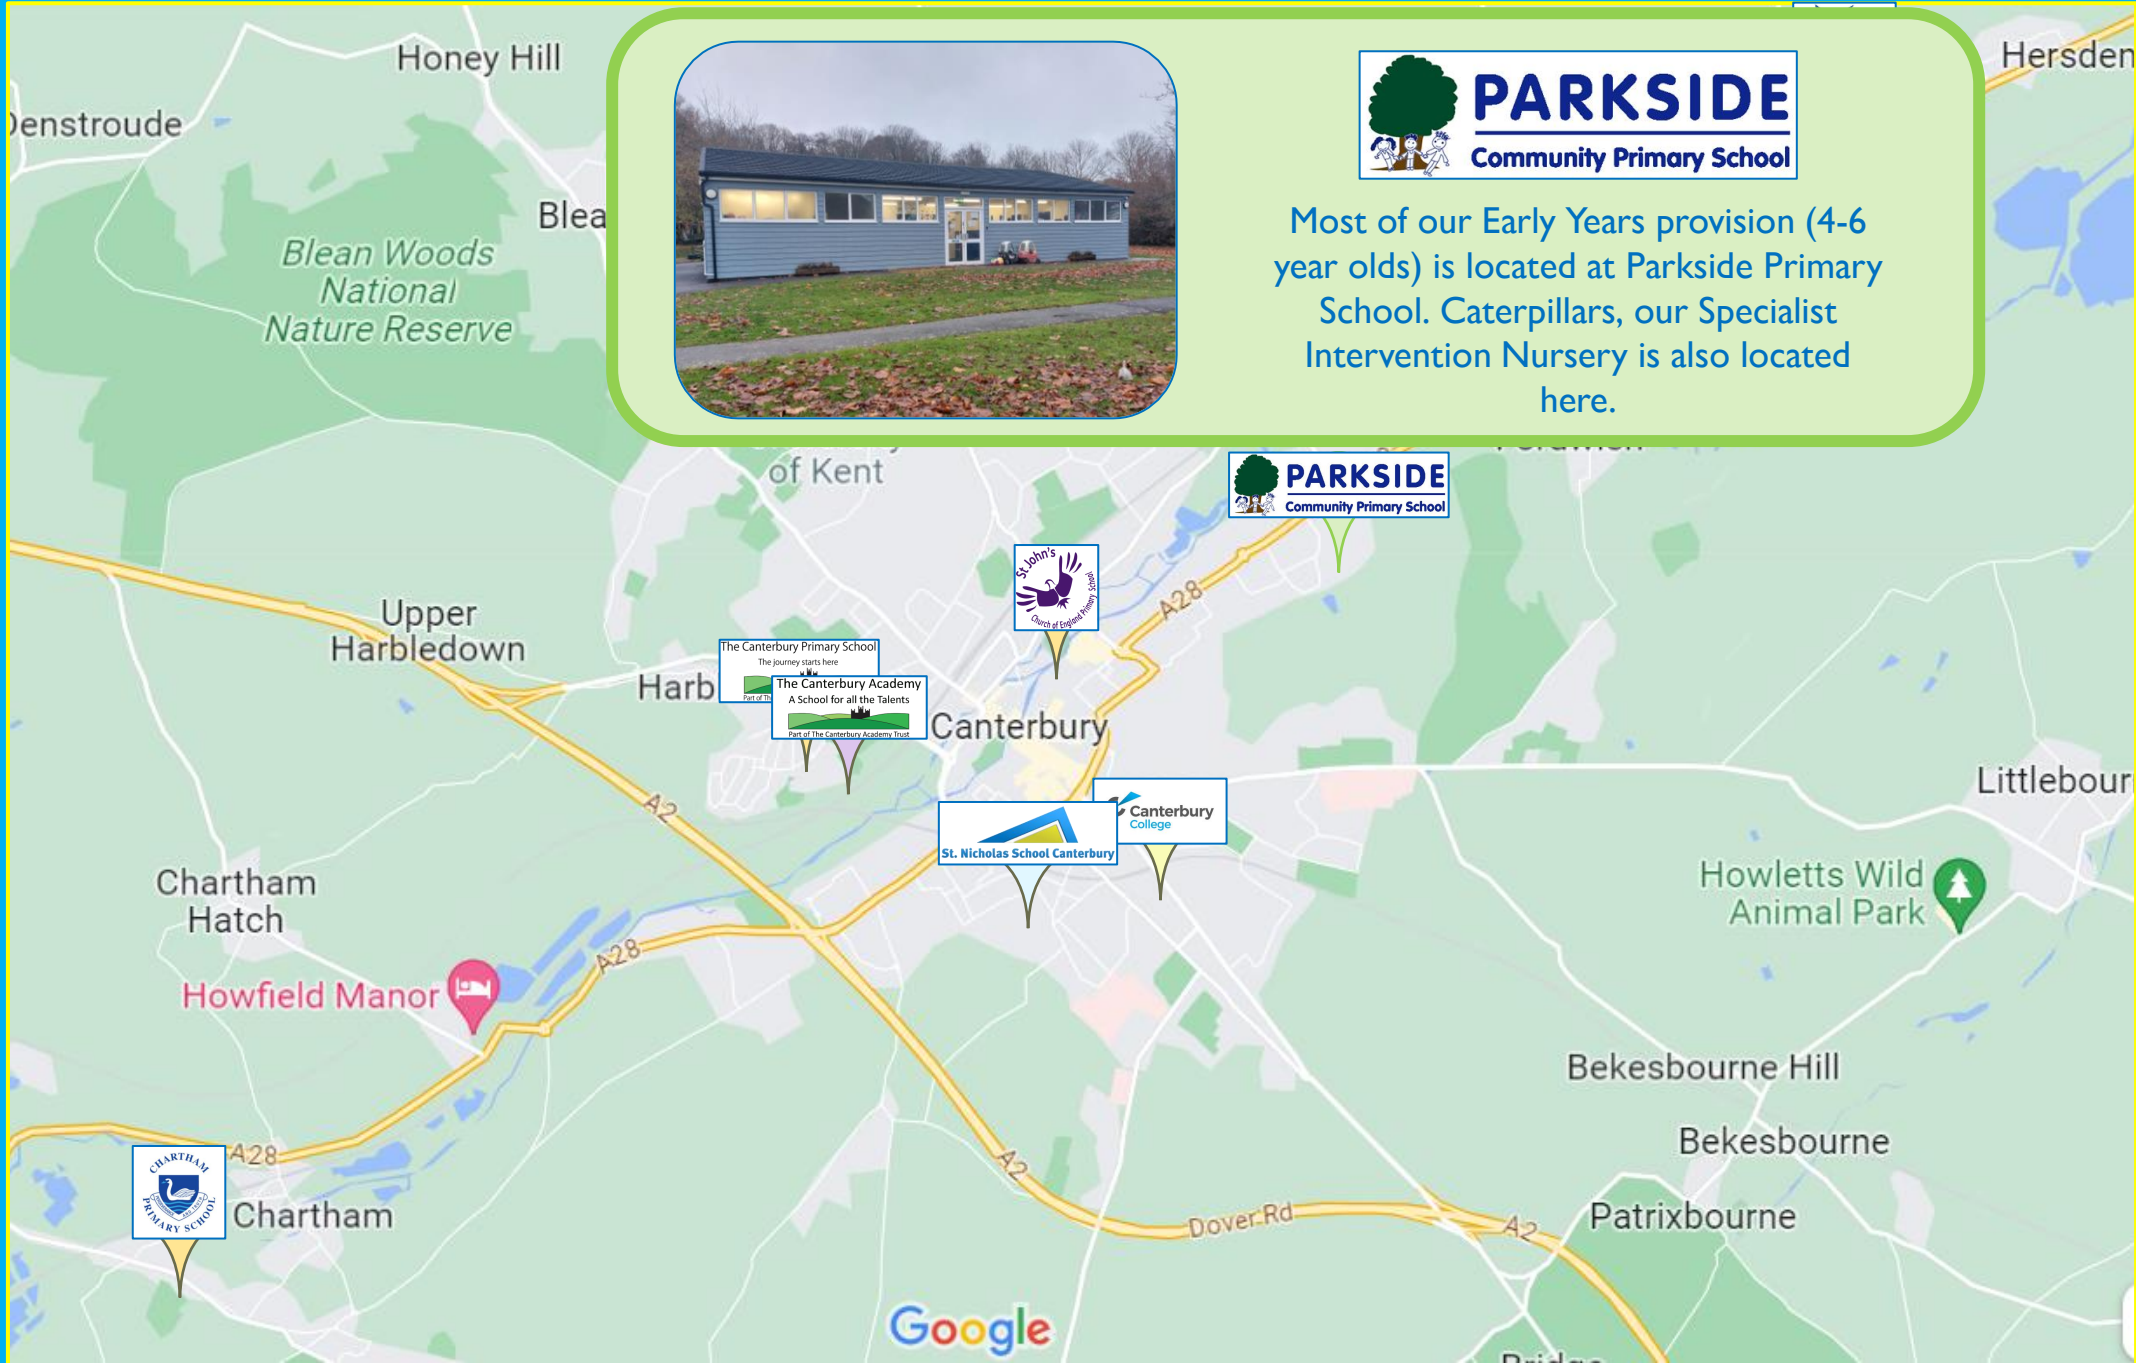 Honey Hill
Hersden
PARKSIDE
Community Primary School
Most of our Early Years provision (4-6
year olds) is located at Parkside Primary
School. Caterpillars, our Specialist
Intervention Nursery is also located
here.
Blean Woods
National
Nature Reserve
of Kent
PARKSIDE
Community Primary School
St John's
Church of England Primary School
A28
Upper
Harbledown
The Canterbury Primary School
The journey starts here
Part of Th
Harb
The Canterbury Academy
A School for all the Talents
Part of The Canterbury Academy Trust
Canterbury
A2
Canterbury
College
St. Nicholas School Canterbury
Littlebour
Chartham
Hatch
Howletts Wild
Animal Park
A28
Howfield Manor
Bekesbourne Hill
Bekesbourne
A28
CHARTHAM
PRIMARY SCHOOL
Chartham
A2
Dover Rd
A2
Patrixbourne
Google